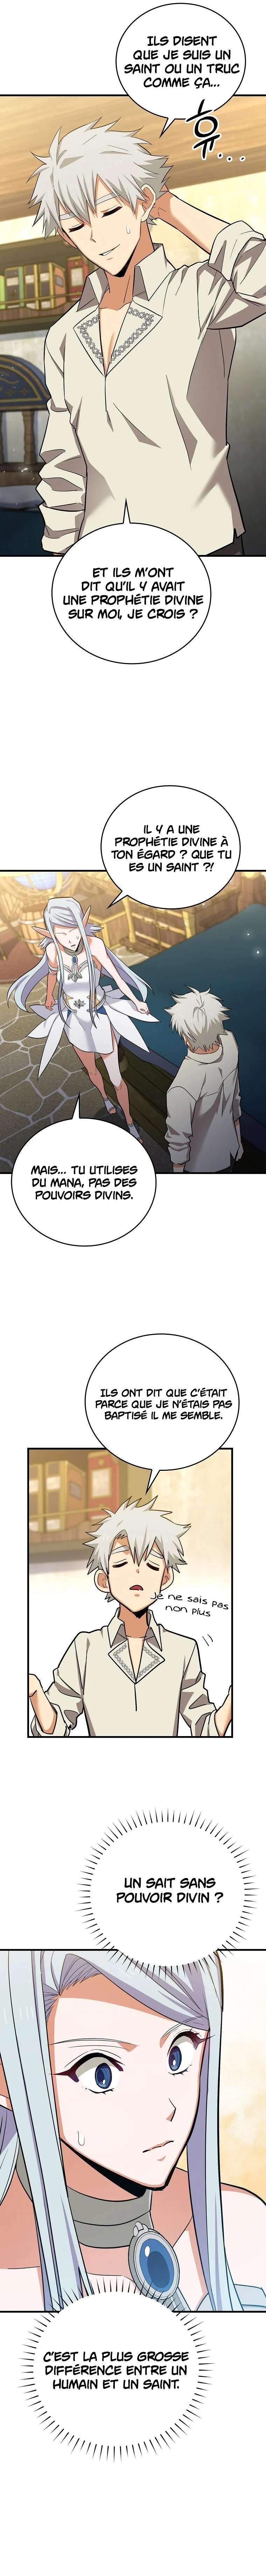 ILS DISENT
QUE JE SUIS UN
SAINT OU UN TRUC
COMME ÇA...
ㅎㅠ...
ET ILS M'ONT
DIT QU'IL Y AVAIT
UNE PROPHÉTIE DIVINE
SUR MOI, JE CROIS ?
IL Y A UNE
PROPHÉTIE DIVINE À
TON ÉGARD ? QUE TU
ES UN SAINT ?!
MAIS... TU UTILISES
DU MANA, PAS DES
POUVOIRS DIVINS.
ILS ONT DIT QUE C'ÉTAIT
PARCE QUE JE N'ÉTAIS PAS
BAPTISÉ IL ME SEMBLE.
Je ne sais pas
non plus
UN SAIT SANS
POUVOIR DIVIN ?
C'EST LA PLUS GROSSE
DIFFÉRENCE ENTRE UN
HUMAIN ET UN SAINT.